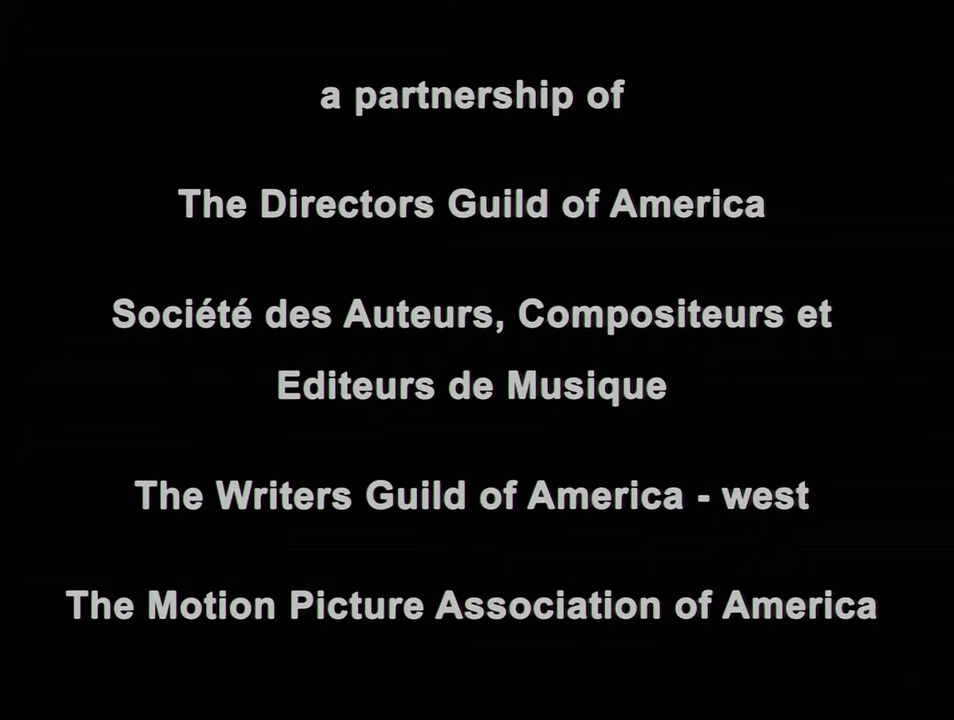 a partnership of
The Directors Guild of America
Société des Auteurs, Compositeurs et
Editeurs de Musique
The Writers Guild of America - west
The Motion Picture Association of America